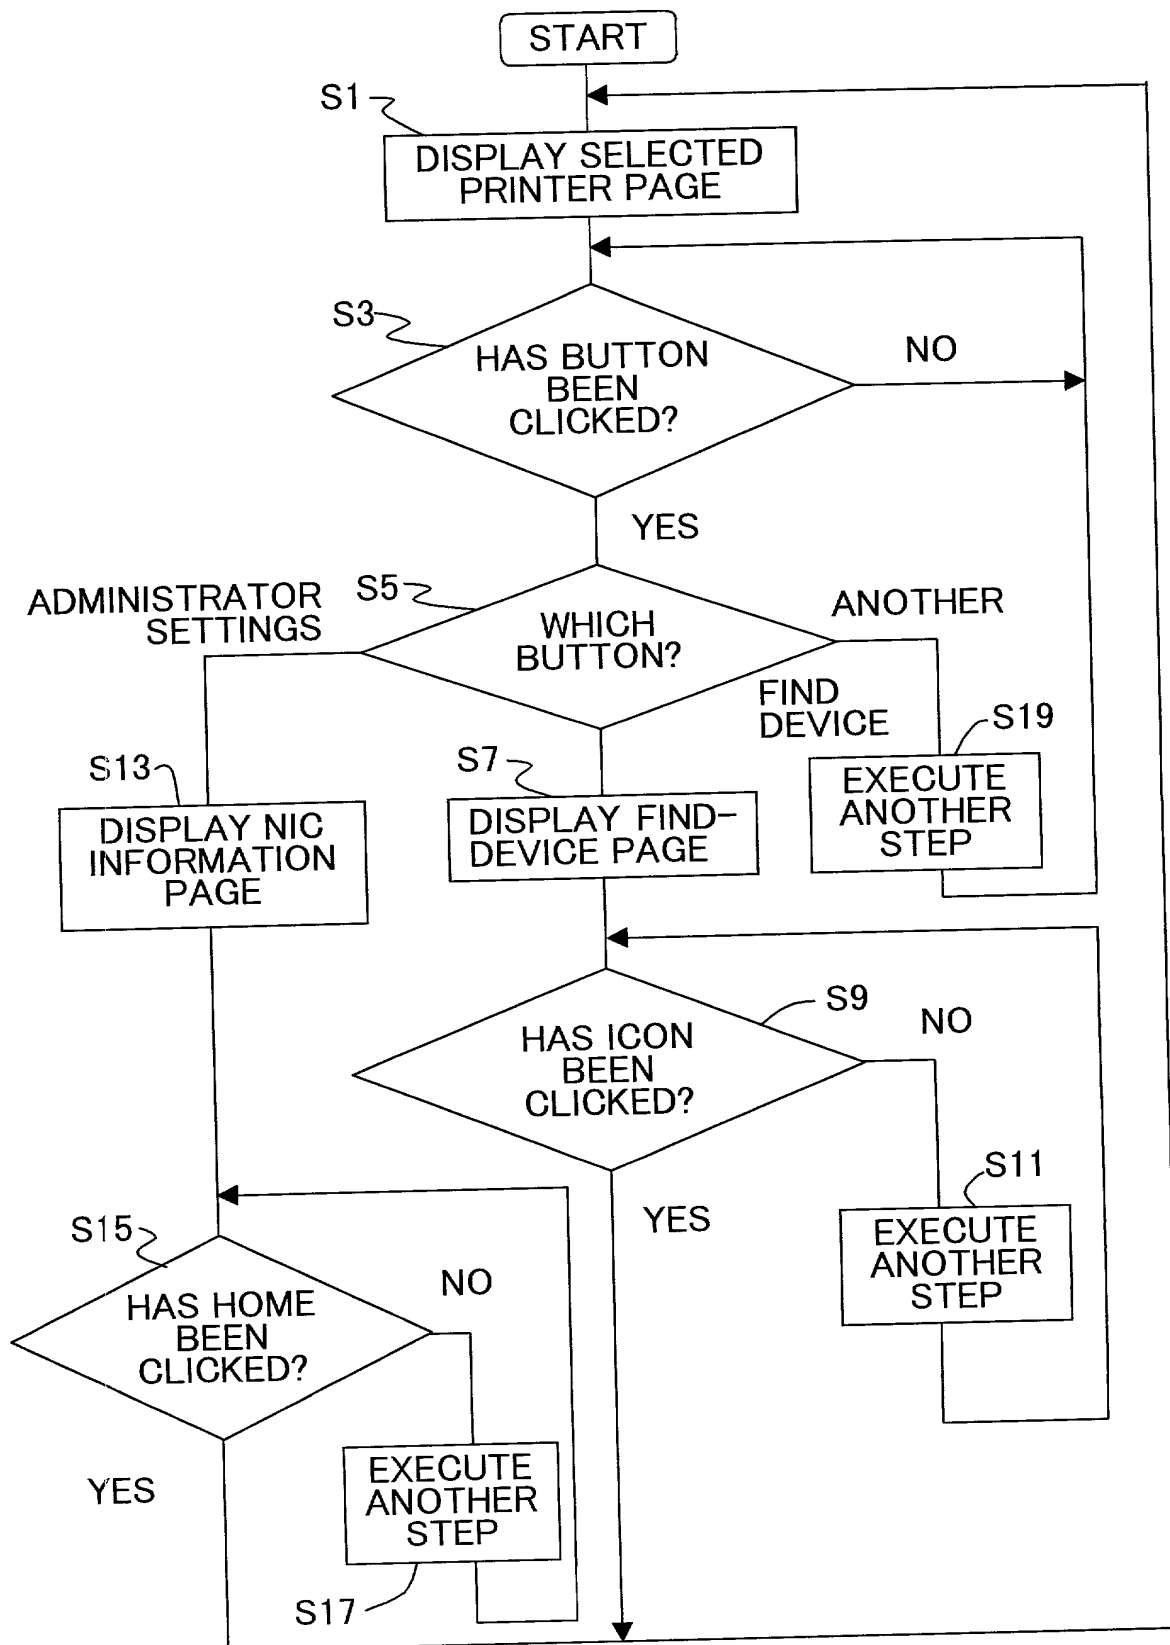 START
S1
DISPLAY SELECTED
PRINTER PAGE
S3
HAS BUTTON
BEEN
CLICKED?
NO
YES
ADMINISTRATOR
SETTINGS
S5
WHICH
BUTTON?
ANOTHER
FIND
DEVICE
S19
EXECUTE
ANOTHER
STEP
S13
DISPLAY NIC
INFORMATION
PAGE
S7
DISPLAY FIND-
DEVICE PAGE
S9
HAS ICON
BEEN
CLICKED?
NO
YES
S11
EXECUTE
ANOTHER
STEP
S15
HAS HOME
BEEN
CLICKED?
NO
YES
EXECUTE
ANOTHER
STEP
S17